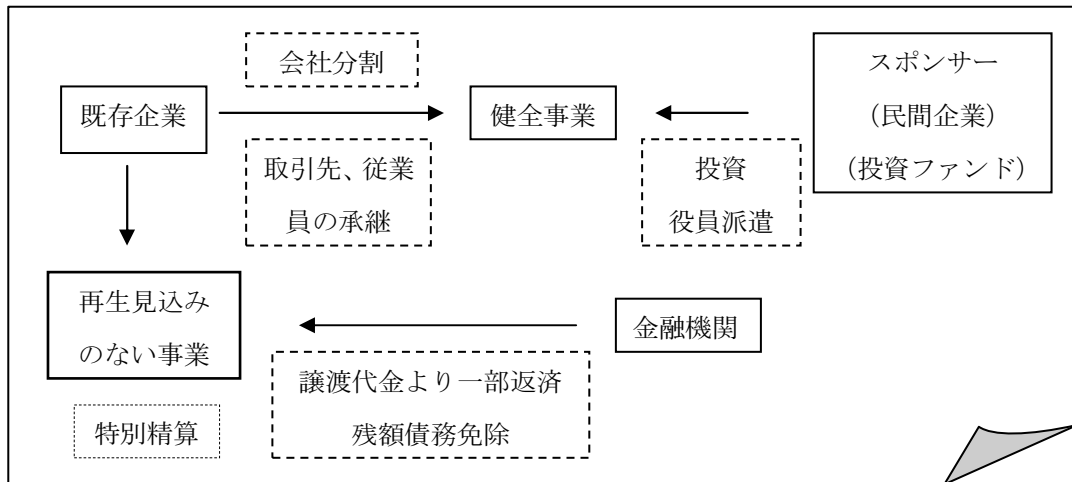 会社分割
既存企業
健全事業
スポンサー
（民間企業）
（投資ファンド）
取引先、従業
員の承継
投資
役員派遣
再生見込み
のない事業
金融機関
譲渡代金より一部返済
残額債務免除
特別精算